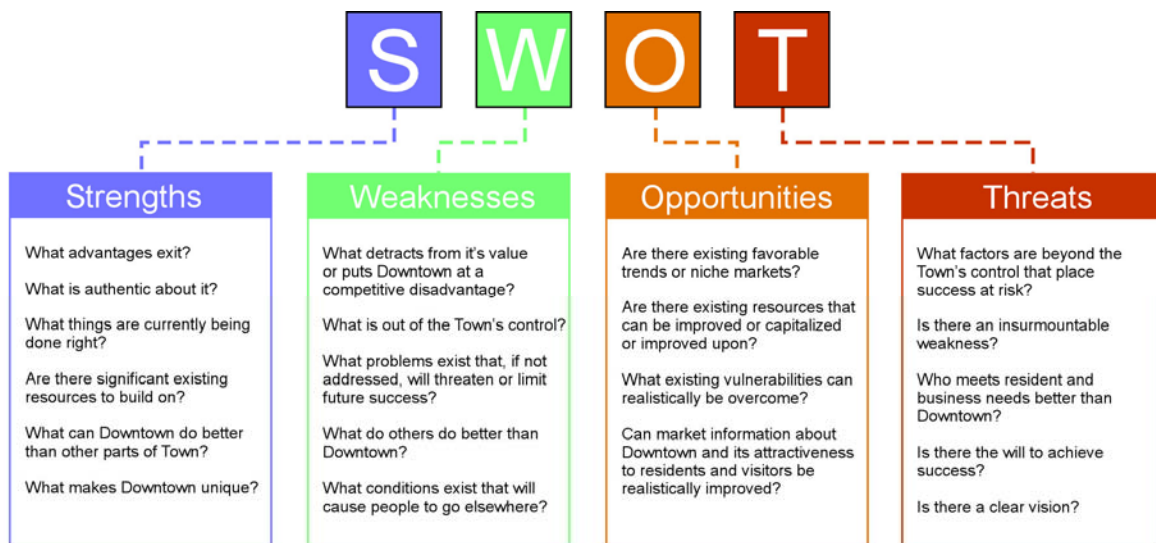 S W O T
Strengths
What advantages exit?
What is authentic about it?
What things are currently being
done right?
Are there significant existing
resources to build on?
What can Downtown do better
than other parts of Town?
What makes Downtown unique?
Weaknesses
What detracts from it's value
or puts Downtown at a
competitive disadvantage?
What is out of the Town's control?
What problems exist that, if not
addressed, will threaten or limit
future success?
What do others do better than
Downtown?
What conditions exist that will
cause people to go elsewhere?
Opportunities
Are there existing favorable
trends or niche markets?
Are there existing resources that
can be improved or capitalized
or improved upon?
What existing vulnerabilities can
realistically be overcome?
Can market information about
Downtown and its attractiveness
to residents and visitors be
realistically improved?
Threats
What factors are beyond the
Town's control that place
success at risk?
Is there an insurmountable
weakness?
Who meets resident and
business needs better than
Downtown?
Is there the will to achieve
success?
Is there a clear vision?